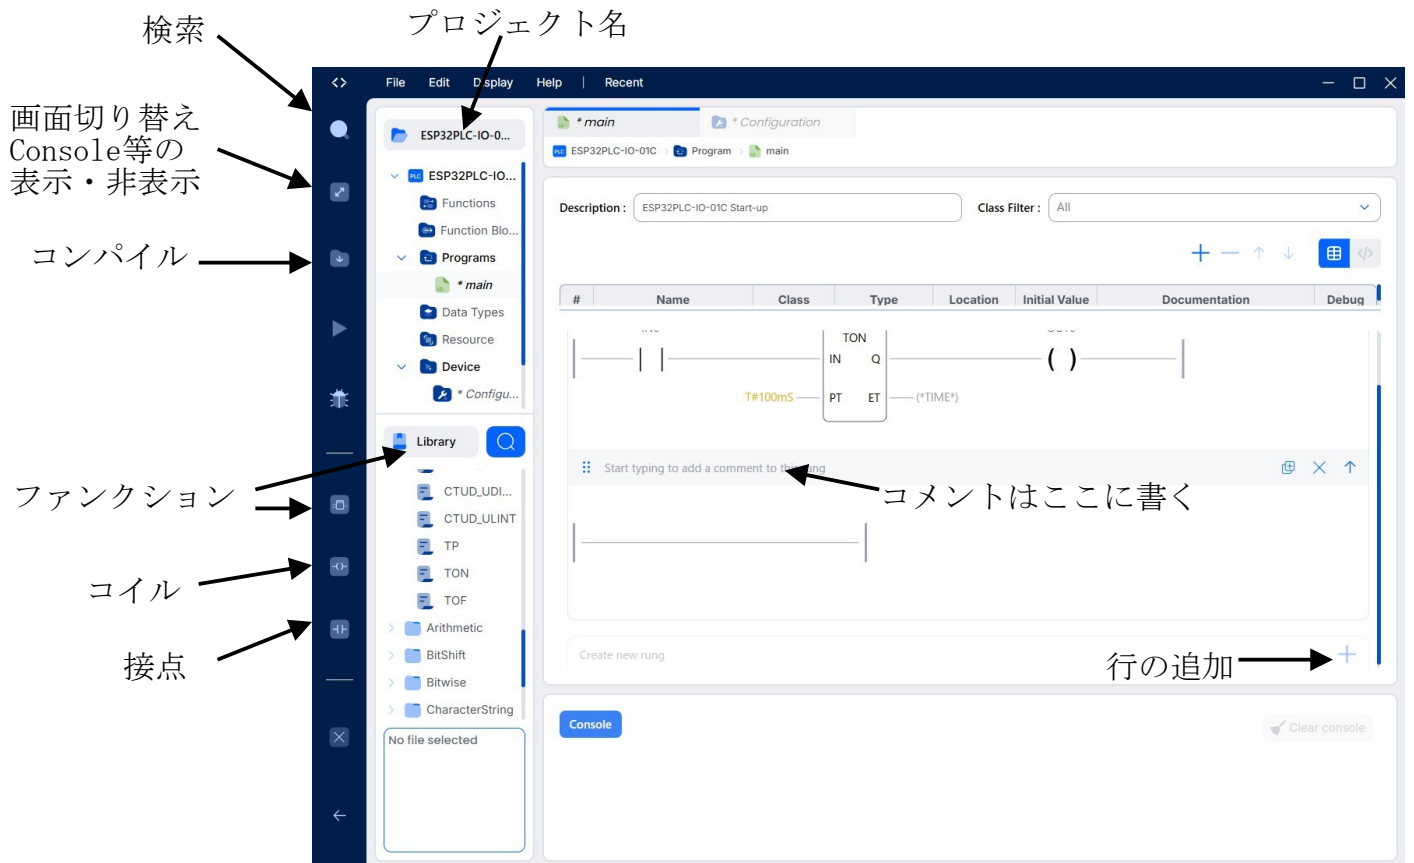 検索
プロジェクト名
画面切り替え
Console等の
表示・非表示
コンパイル
ファンクション
コイル
接点
File Edit Display Help | Recent
ESP32PLC-IO-0...
ESP32PLC-IO...
Functions
Function Blo...
Programs
* main
Data Types
Resource
Device
* Configu...
Library
CTUD_UDI...
CTUD_ULINT
TP
TON
TOF
Arithmetic
BitShift
Bitwise
CharacterString
No file selected
* main
* Configuration
ESP32PLC-IO-01C > Program > main
Description : ESP32PLC-IO-01C Start-up
Class Filter : All
# Name Class Type Location Initial Value Documentation Debug
TON
IN Q
T#100mS PT ET (*TIME*)
Start typing to add a comment to this rung
コメントはここに書く
Create new rung
行の追加
Console
Clear console